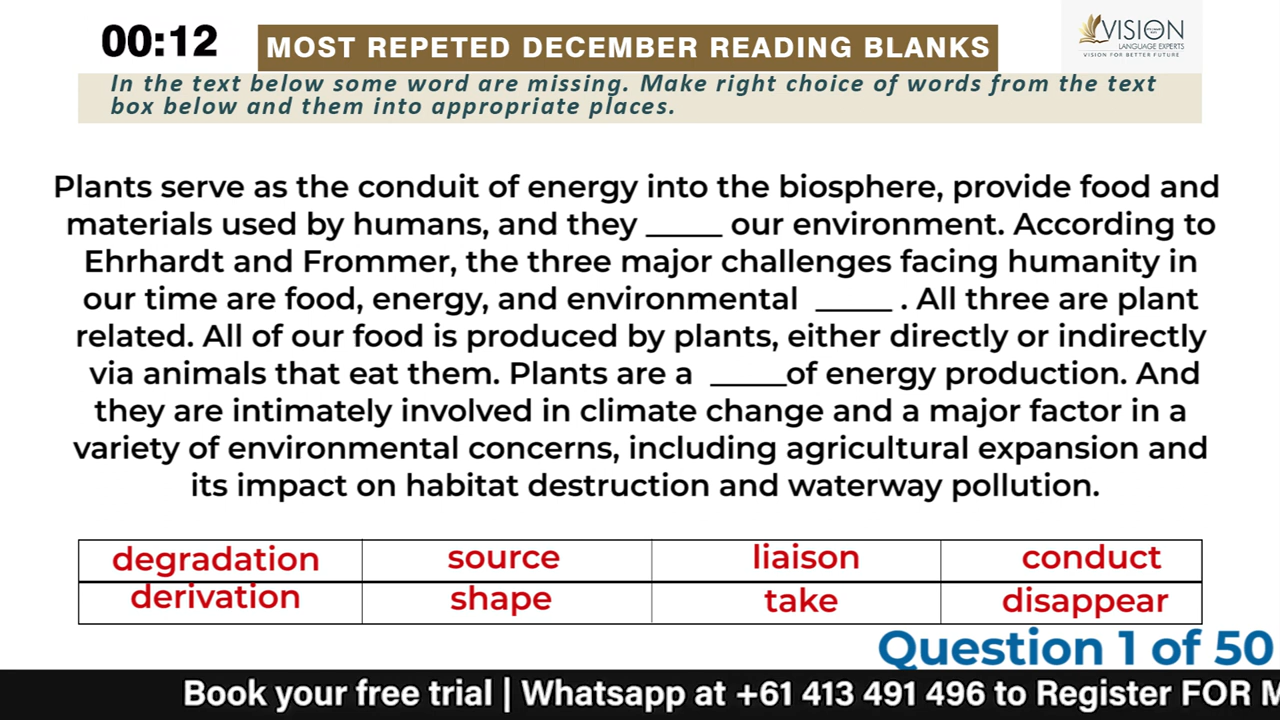 00:12
MOST REPETED DECEMBER READING BLANKS
VISION
LANGUAGE EXPERTS
VISION FOR BETTER FUTURE
In the text below some word are missing. Make right choice of words from the text
box below and them into appropriate places.
Plants serve as the conduit of energy into the biosphere, provide food and
materials used by humans, and they _____ our environment. According to
Ehrhardt and Frommer, the three major challenges facing humanity in
our time are food, energy, and environmental _____ . All three are plant
related. All of our food is produced by plants, either directly or indirectly
via animals that eat them. Plants are a _____of energy production. And
they are intimately involved in climate change and a major factor in a
variety of environmental concerns, including agricultural expansion and
its impact on habitat destruction and waterway pollution.
degradation source liaison conduct
derivation shape take disappear
Question 1 of 50
Book your free trial | Whatsapp at +61 413 491 496 to Register FOR M